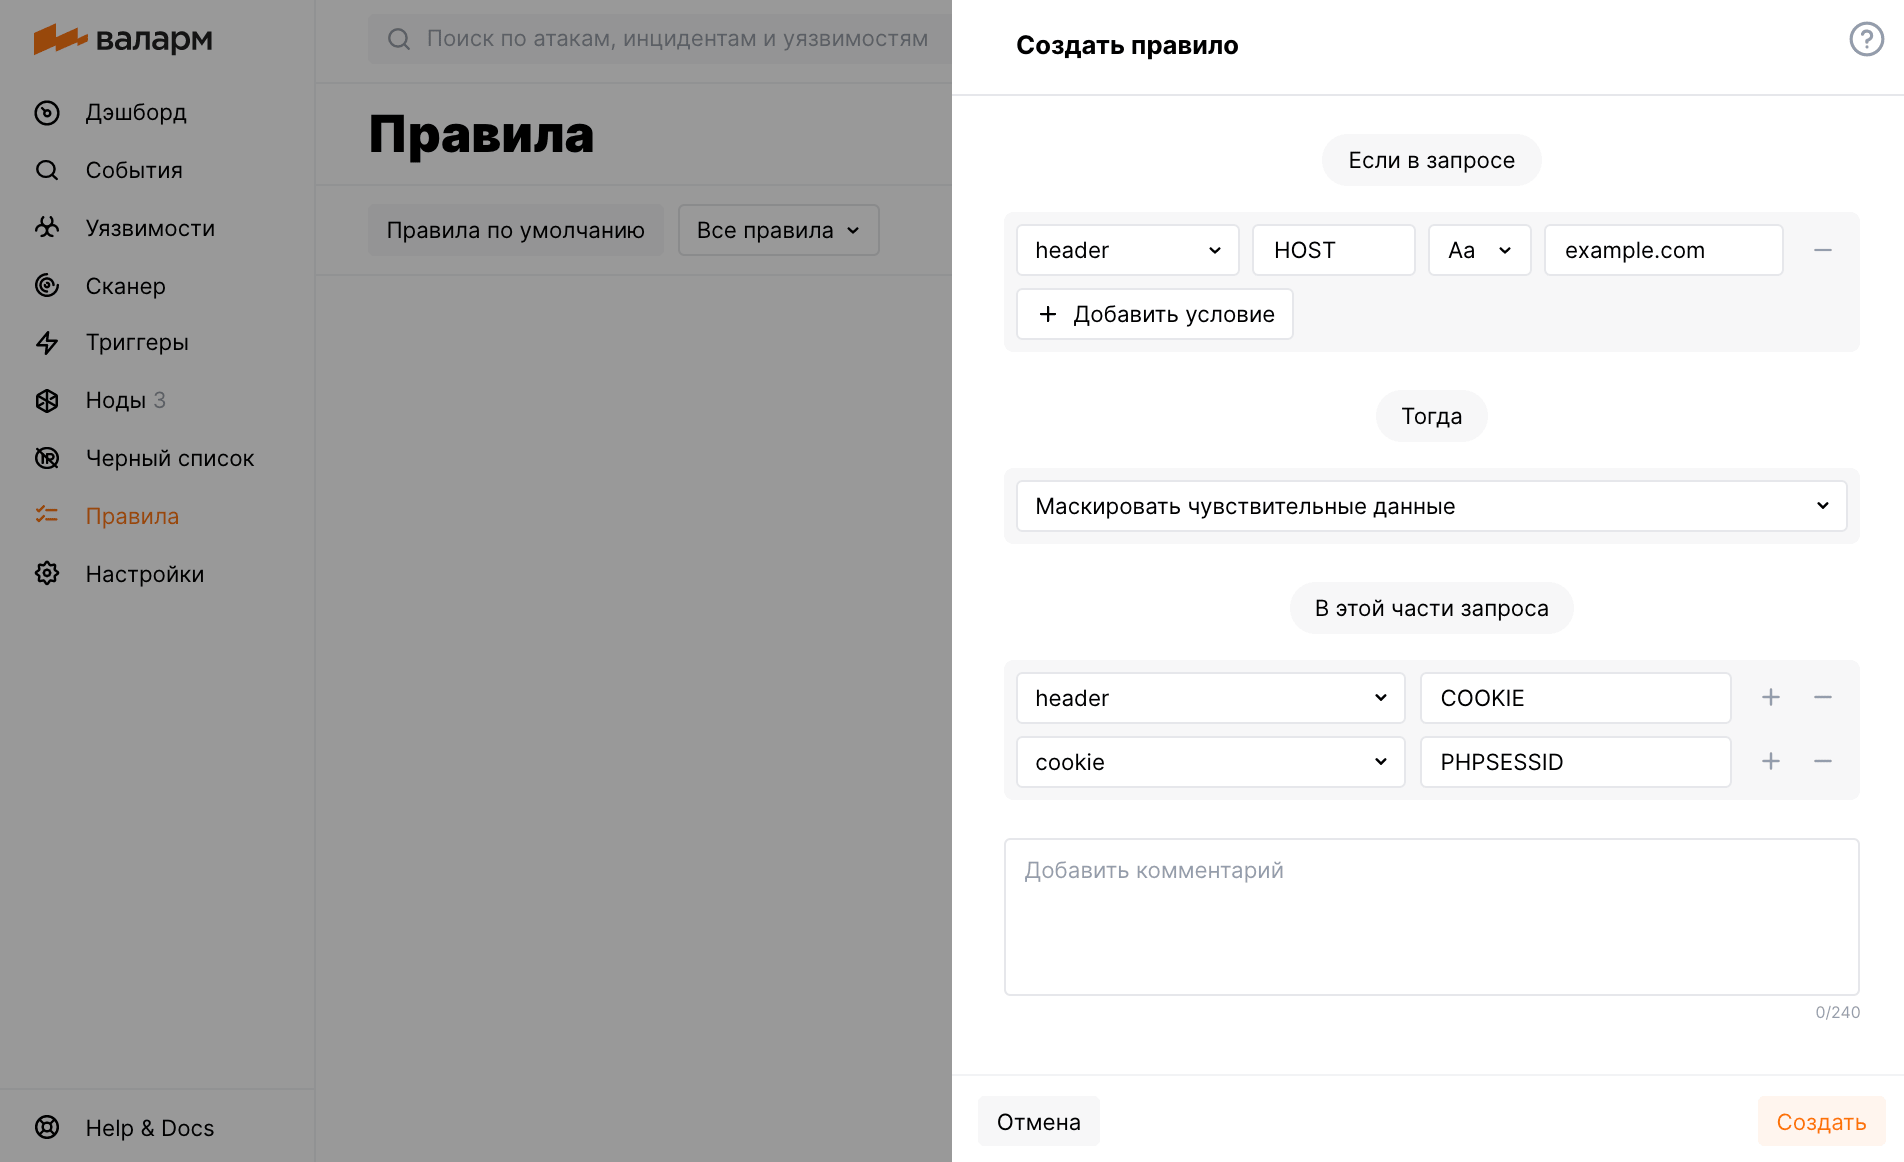 валарм
Дэшборд
События
Уязвимости
Сканер
Триггеры
Ноды 3
Черный список
Правила
Настройки
Help & Docs
Поиск по атакам, инцидентам и уязвимостям
Правила
Правила по умолчанию
Все правила
Создать правило
Если в запросе
header HOST Aa example.com
Добавить условие
Тогда
Маскировать чувствительные данные
В этой части запроса
header COOKIE
cookie PHPSESSID
Добавить комментарий
0/240
Отмена Создать